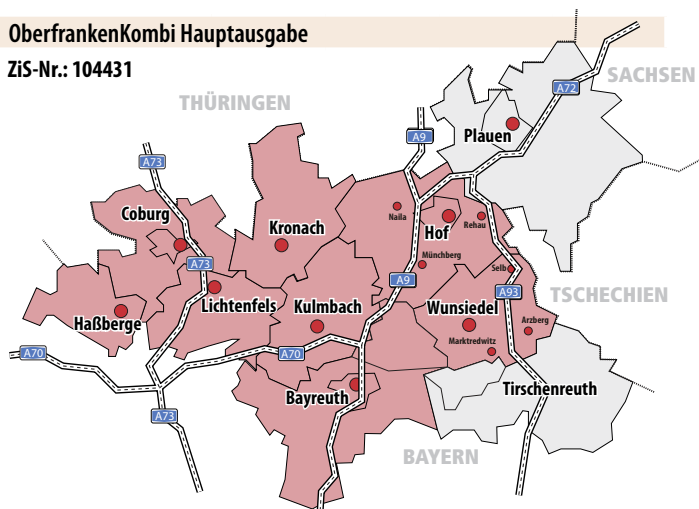 OberfrankenKombi Hauptausgabe
ZiS-Nr.: 104431
SACHSEN
A72
THÜRINGEN
A9
Plauen
A73
Coburg
Naila
Kronach
Hof
Rehau
A73
Münchberg
Selb
A9
A93
TSCHECHIEN
Lichtenfels
Kulmbach
Wunsiedel
Haßberge
Arzberg
Marktredwitz
A70
A70
Tirschenreuth
Bayreuth
A73
BAYERN